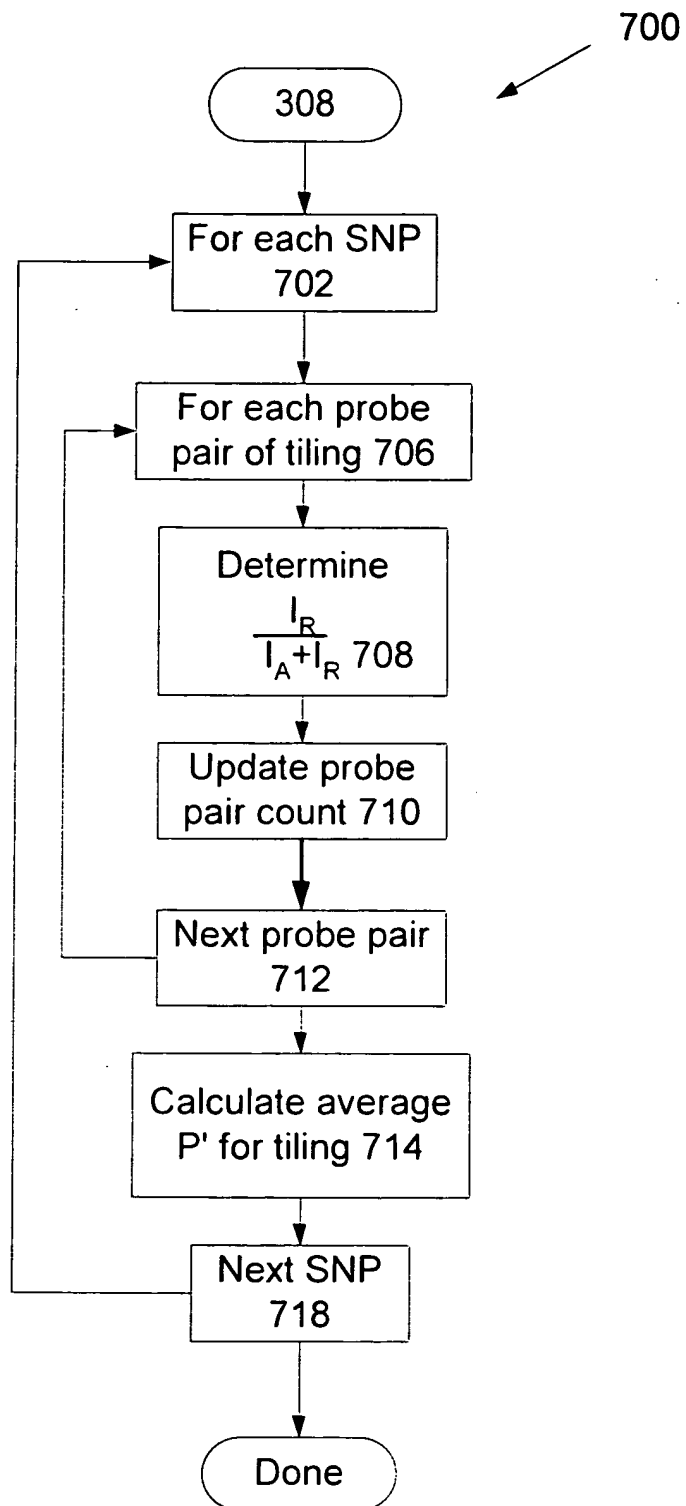 700
308
For each SNP
702
For each probe
pair of tiling 706
Determine
I_R
I_A+I_R 708
Update probe
pair count 710
Next probe pair
712
Calculate average
P' for tiling 714
Next SNP
718
Done